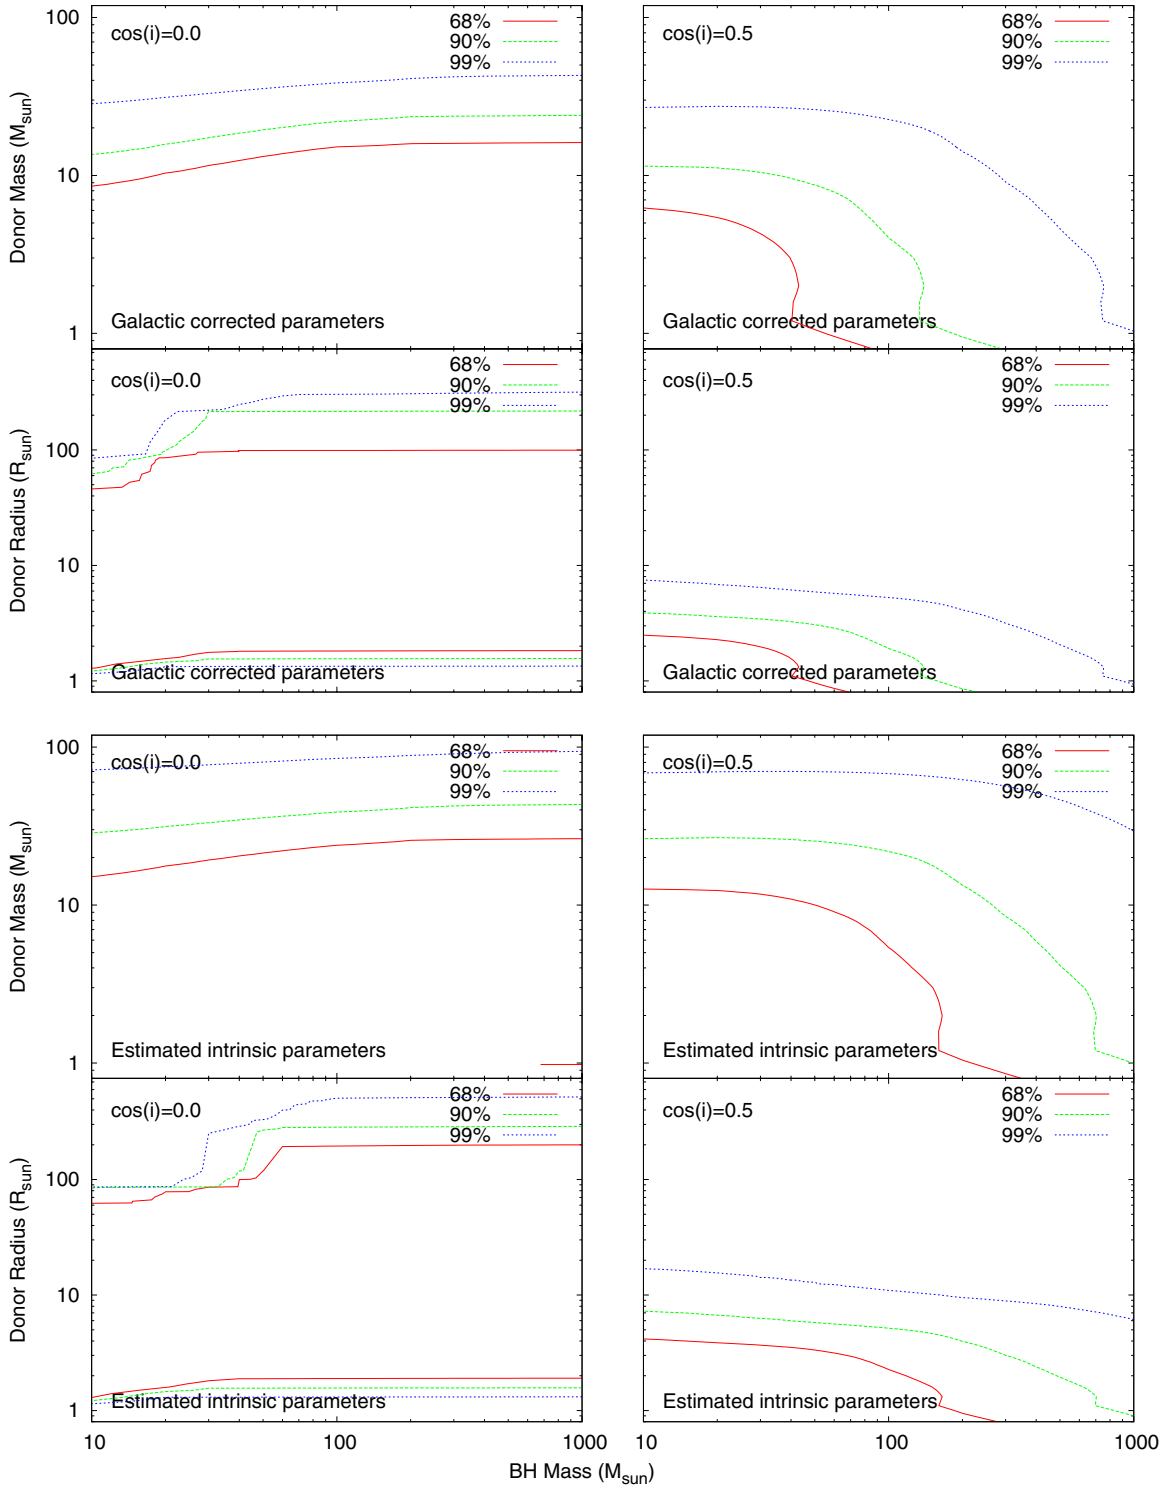 cos(i)=0.0
68%
90%
99%
100
10
1
Donor Mass (M_sun)
Galactic corrected parameters
cos(i)=0.5
68%
90%
99%
Galactic corrected parameters
cos(i)=0.0
68%
90%
99%
100
10
1
Donor Radius (R_sun)
Galactic corrected parameters
cos(i)=0.5
68%
90%
99%
Galactic corrected parameters
cos(i)=0.0
68%
90%
99%
100
10
1
Donor Mass (M_sun)
Estimated intrinsic parameters
cos(i)=0.5
68%
90%
99%
Estimated intrinsic parameters
cos(i)=0.0
68%
90%
99%
100
10
1
Donor Radius (R_sun)
Estimated intrinsic parameters
cos(i)=0.5
68%
90%
99%
Estimated intrinsic parameters
10 100 1000
10 100 1000
BH Mass (M_sun)